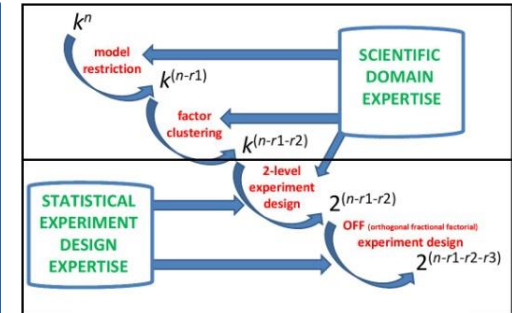 kⁿ
model
restriction
k⁽ⁿ⁻ʳ¹⁾
SCIENTIFIC
DOMAIN
EXPERTISE
factor
clustering
k⁽ⁿ⁻ʳ¹⁻ʳ²⁾
2-level
experiment
design
2⁽ⁿ⁻ʳ¹⁻ʳ²⁾
STATISTICAL
EXPERIMENT
DESIGN
EXPERTISE
OFF (orthogonal fractional factorial)
experiment design
2⁽ⁿ⁻ʳ¹⁻ʳ²⁻ʳ³⁾